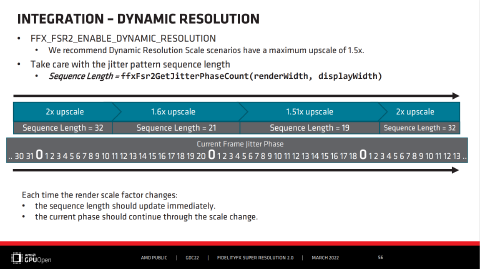 INTEGRATION – DYNAMIC RESOLUTION
• FFX_FSR2_ENABLE_DYNAMIC_RESOLUTION
• We recommend Dynamic Resolution Scale scenarios have a maximum upscale of 1.5x.
• Take care with the jitter pattern sequence length
• Sequence Length = ffxFsr2GetJitterPhaseCount(renderWidth, displayWidth)
2x upscale 1.6x upscale 1.51x upscale 2x upscale
Sequence Length = 32 Sequence Length = 21 Sequence Length = 19 Sequence Length = 32
Current Frame Jitter Phase
.. 30 31 0 1 2 3 4 5 6 7 8 9 10 11 12 13 14 15 16 17 18 19 20 0 1 2 3 4 5 6 7 8 9 10 11 12 13 14 15 16 17 18 0 1 2 3 4 5 6 7 8 9 10 11 12 13 ..
Each time the render scale factor changes:
• the sequence length should update immediately.
• the current phase should continue through the scale change.
AMD GPUOpen AMD PUBLIC | GDC22 | FIDELITYFX SUPER RESOLUTION 2.0 | MARCH 2022 56